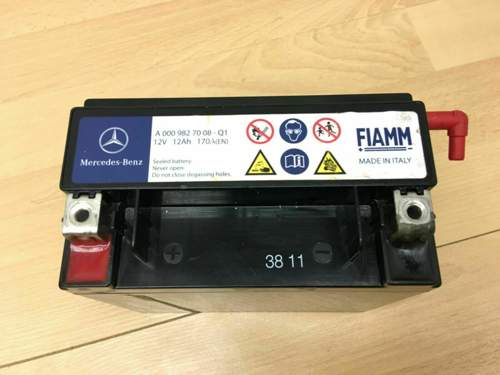 A 000 982 70 08 - Q1
12V 12Ah 170A(EN)
Mercedes-Benz
Sealed battery.
Never open.
Do not close degassing holes.
FIAMM
MADE IN ITALY
+ -
38 11